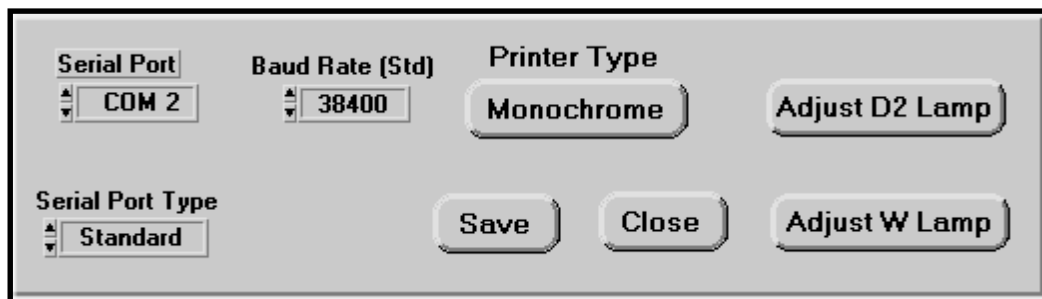 Serial Port
COM 2
Baud Rate (Std)
38400
Printer Type
Monochrome
Adjust D2 Lamp
Serial Port Type
Standard
Save
Close
Adjust W Lamp